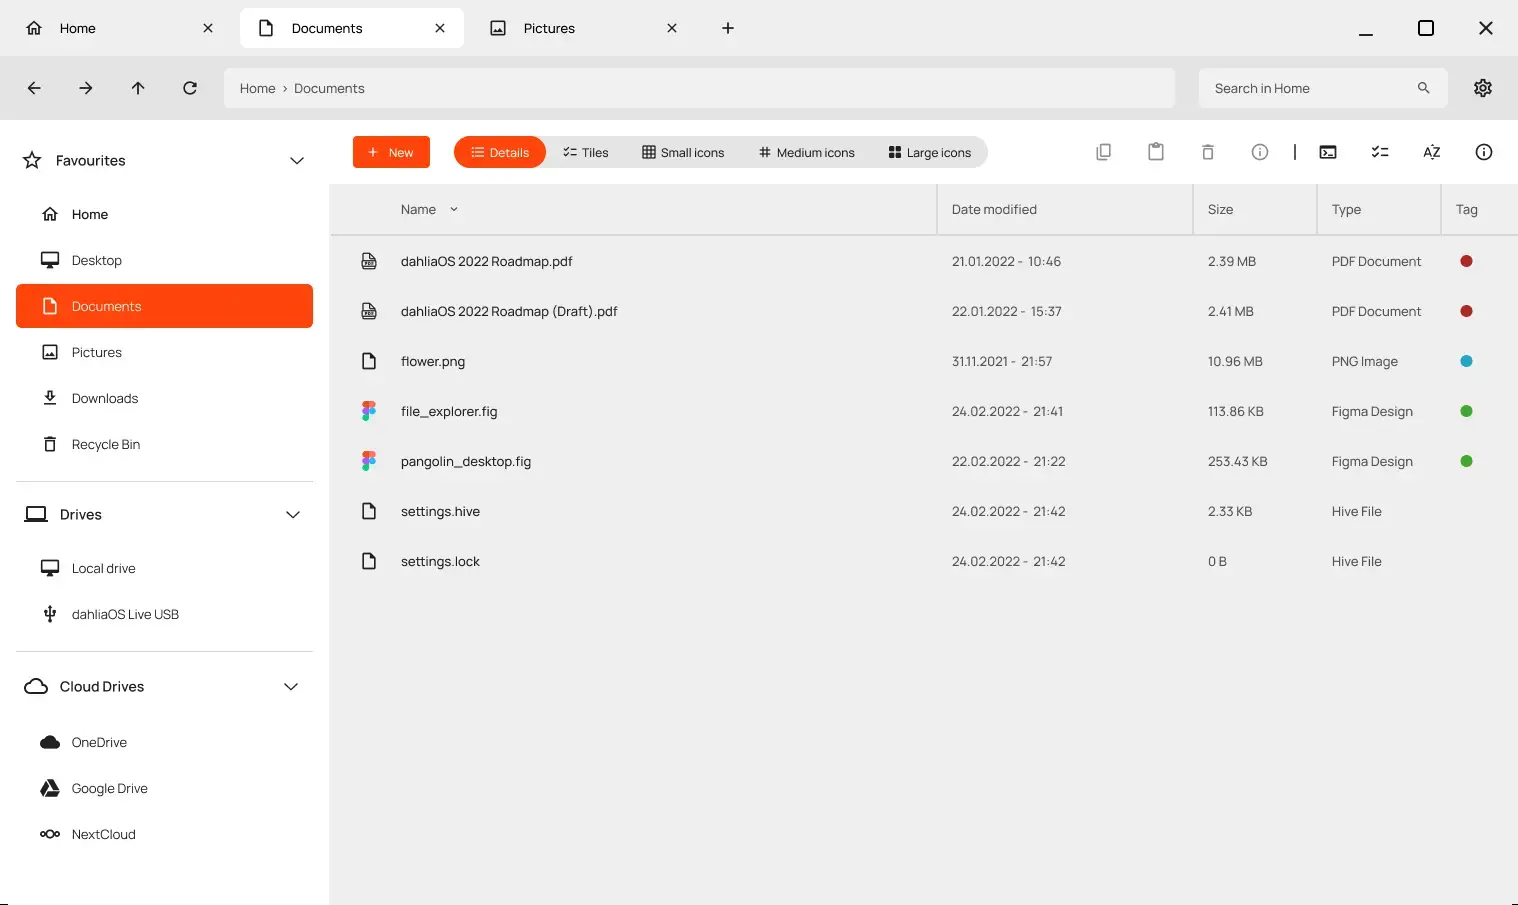 Home
Documents
Pictures
Home › Documents
Search in Home
Favourites
Home
Desktop
Documents
Pictures
Downloads
Recycle Bin
Drives
Local drive
dahliaOS Live USB
Cloud Drives
OneDrive
Google Drive
NextCloud
+ New
Details
Tiles
Small icons
Medium icons
Large icons
AZ
Name Date modified Size Type Tag
dahliaOS 2022 Roadmap.pdf 21.01.2022 - 10:46 2.39 MB PDF Document
dahliaOS 2022 Roadmap (Draft).pdf 22.01.2022 - 15:37 2.41 MB PDF Document
flower.png 31.11.2021 - 21:57 10.96 MB PNG Image
file_explorer.fig 24.02.2022 - 21:41 113.86 KB Figma Design
pangolin_desktop.fig 22.02.2022 - 21:22 253.43 KB Figma Design
settings.hive 24.02.2022 - 21:42 2.33 KB Hive File
settings.lock 24.02.2022 - 21:42 0 B Hive File